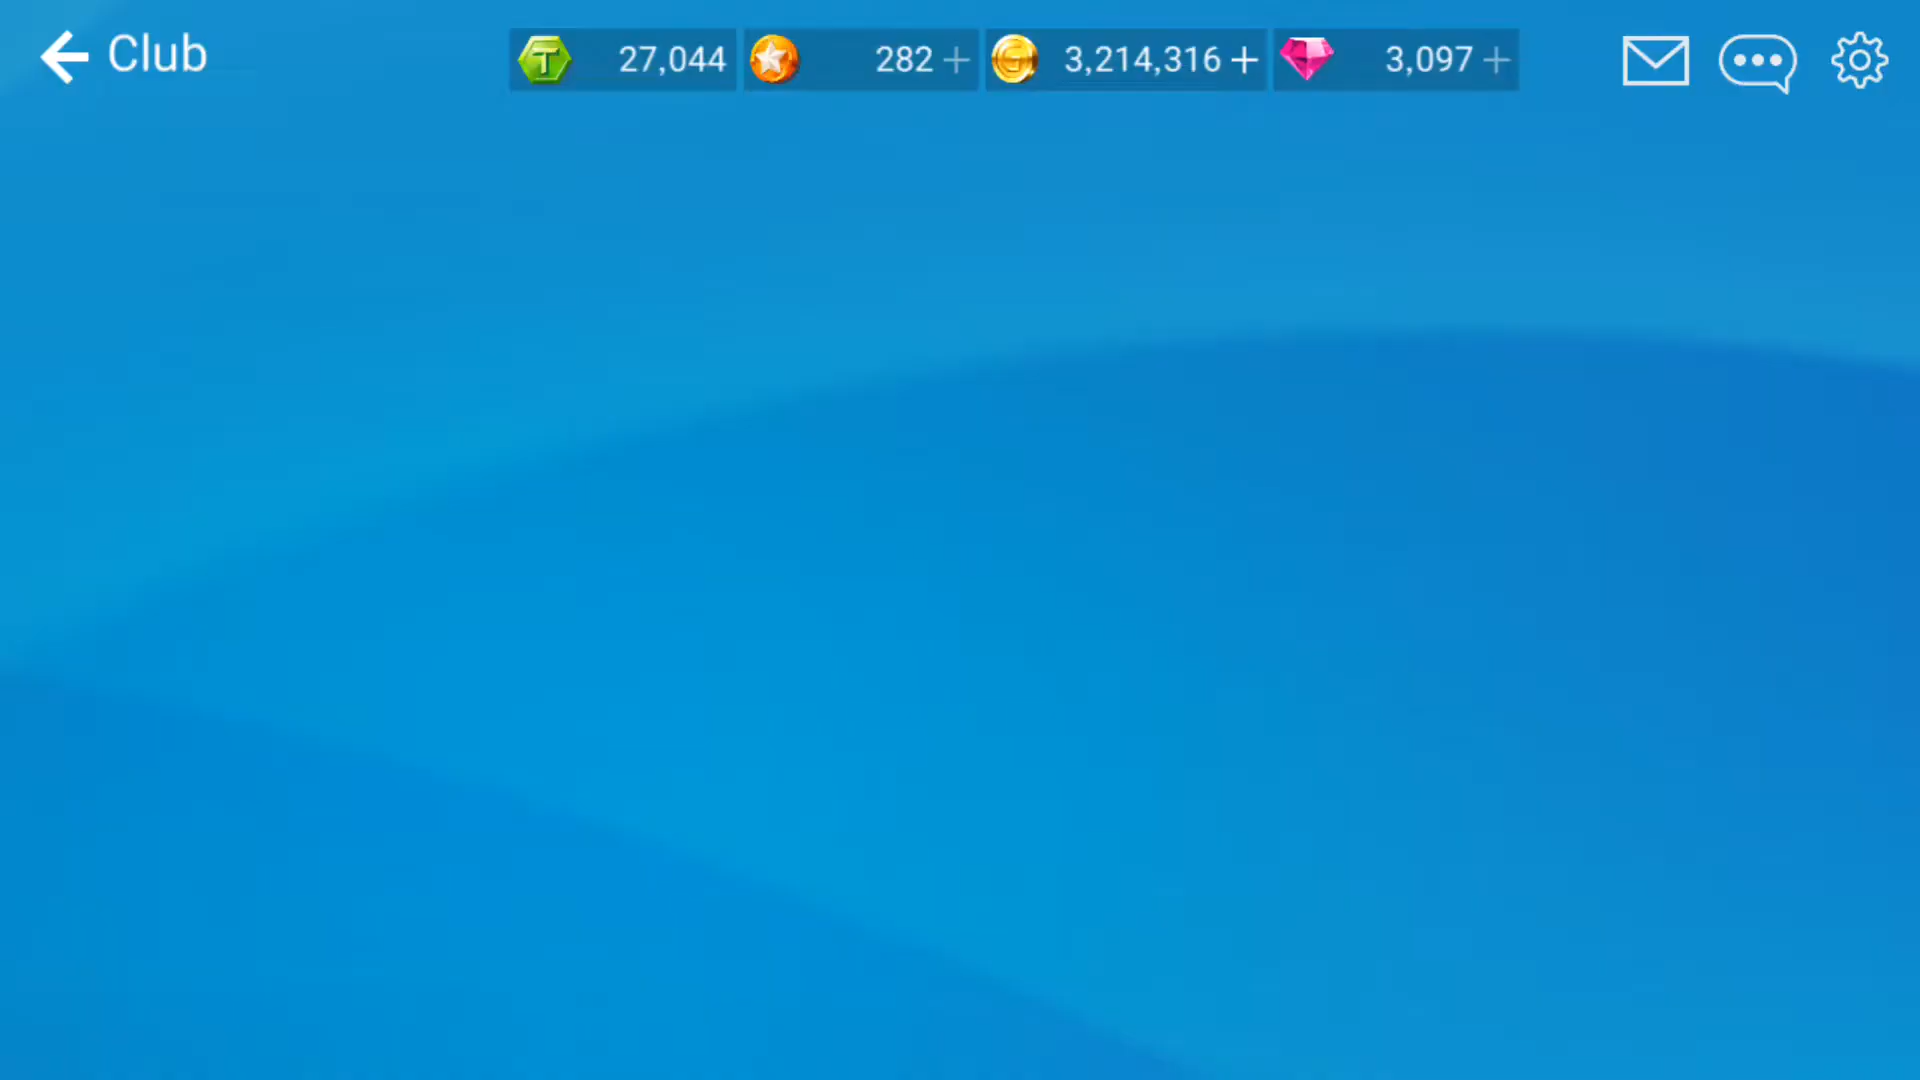 Club
27,044 282 + 3,214,316 + 3,097 +